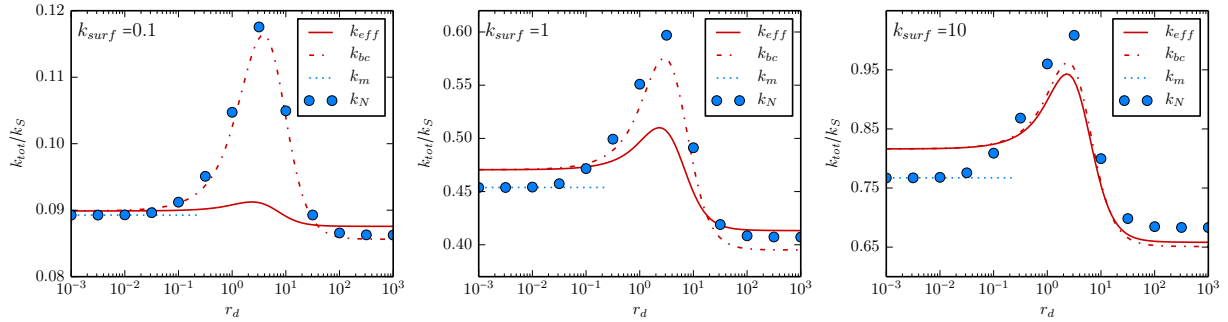 k_surf =0.1
k_eff
k_bc
k_m
k_N
0.12
0.11
0.10
0.09
0.08
k_tot/k_S
10^−3 10^−2 10^−1 10^0 10^1 10^2 10^3
r_d
k_surf =1
k_eff
k_bc
k_m
k_N
0.60
0.55
0.50
0.45
0.40
k_tot/k_S
10^−3 10^−2 10^−1 10^0 10^1 10^2 10^3
r_d
k_surf =10
k_eff
k_bc
k_m
k_N
0.95
0.85
0.75
0.65
k_tot/k_S
10^−3 10^−2 10^−1 10^0 10^1 10^2 10^3
r_d